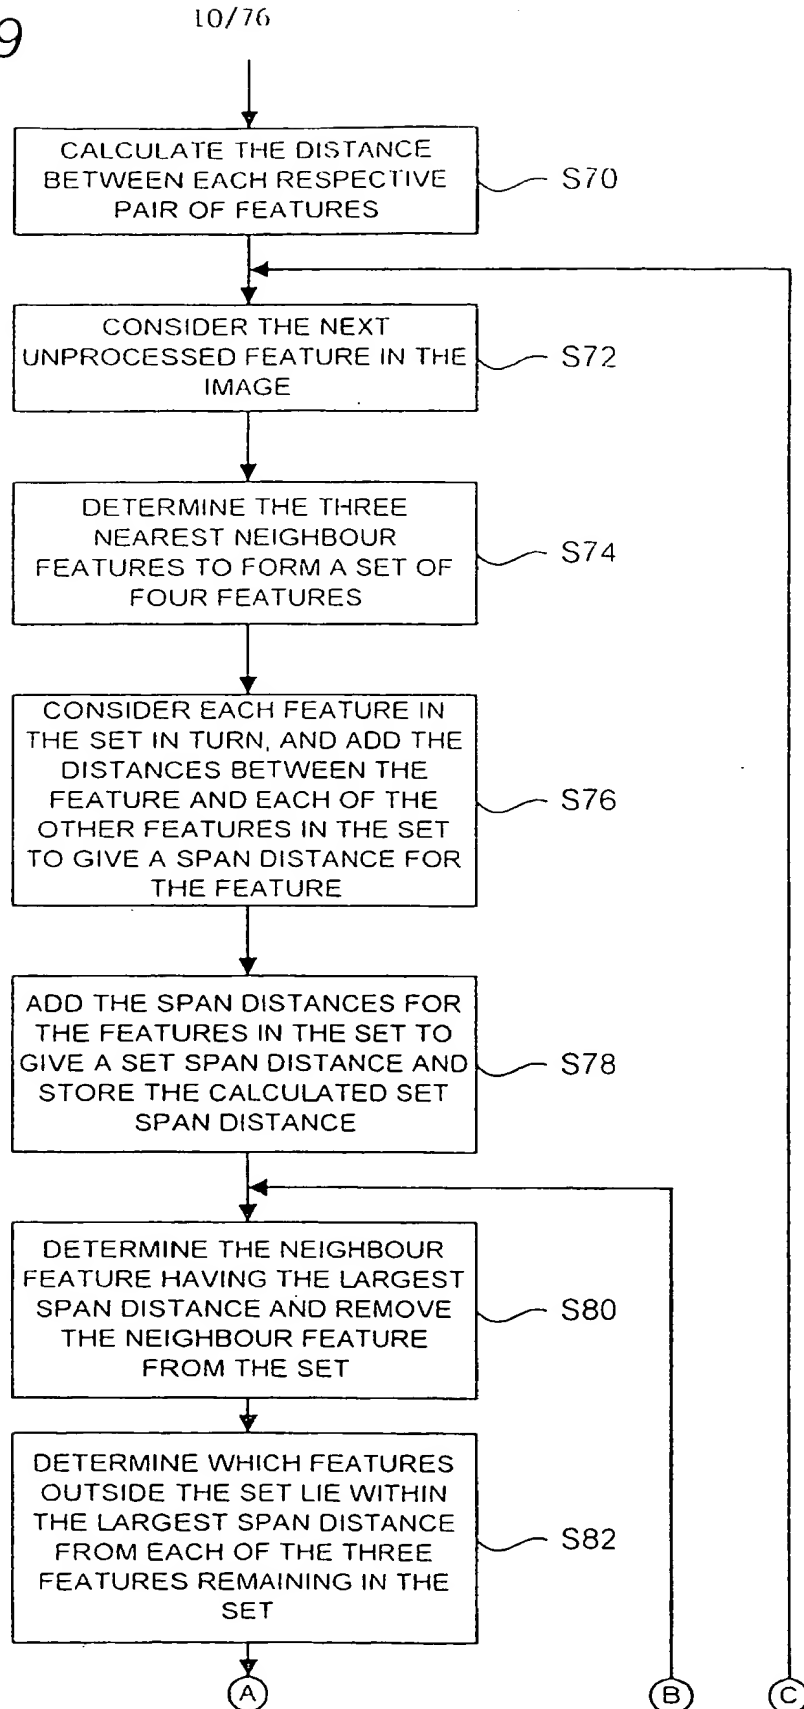 9
10/76
CALCULATE THE DISTANCE
BETWEEN EACH RESPECTIVE
PAIR OF FEATURES
S70
CONSIDER THE NEXT
UNPROCESSED FEATURE IN THE
IMAGE
S72
DETERMINE THE THREE
NEAREST NEIGHBOUR
FEATURES TO FORM A SET OF
FOUR FEATURES
S74
CONSIDER EACH FEATURE IN
THE SET IN TURN, AND ADD THE
DISTANCES BETWEEN THE
FEATURE AND EACH OF THE
OTHER FEATURES IN THE SET
TO GIVE A SPAN DISTANCE FOR
THE FEATURE
S76
ADD THE SPAN DISTANCES FOR
THE FEATURES IN THE SET TO
GIVE A SET SPAN DISTANCE AND
STORE THE CALCULATED SET
SPAN DISTANCE
S78
DETERMINE THE NEIGHBOUR
FEATURE HAVING THE LARGEST
SPAN DISTANCE AND REMOVE
THE NEIGHBOUR FEATURE
FROM THE SET
S80
DETERMINE WHICH FEATURES
OUTSIDE THE SET LIE WITHIN
THE LARGEST SPAN DISTANCE
FROM EACH OF THE THREE
FEATURES REMAINING IN THE
SET
S82
A
B
C